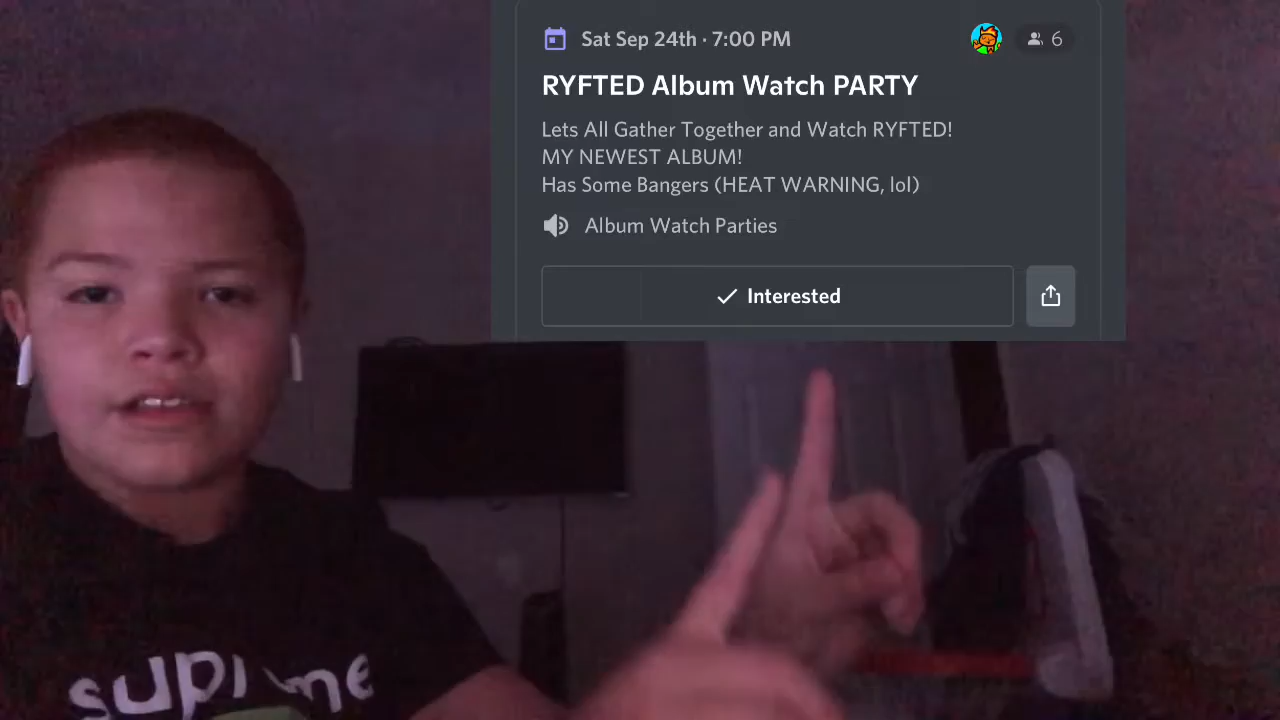 Sat Sep 24th · 7:00 PM
6
RYFTED Album Watch PARTY
Lets All Gather Together and Watch RYFTED!
MY NEWEST ALBUM!
Has Some Bangers (HEAT WARNING, lol)
Album Watch Parties
Interested